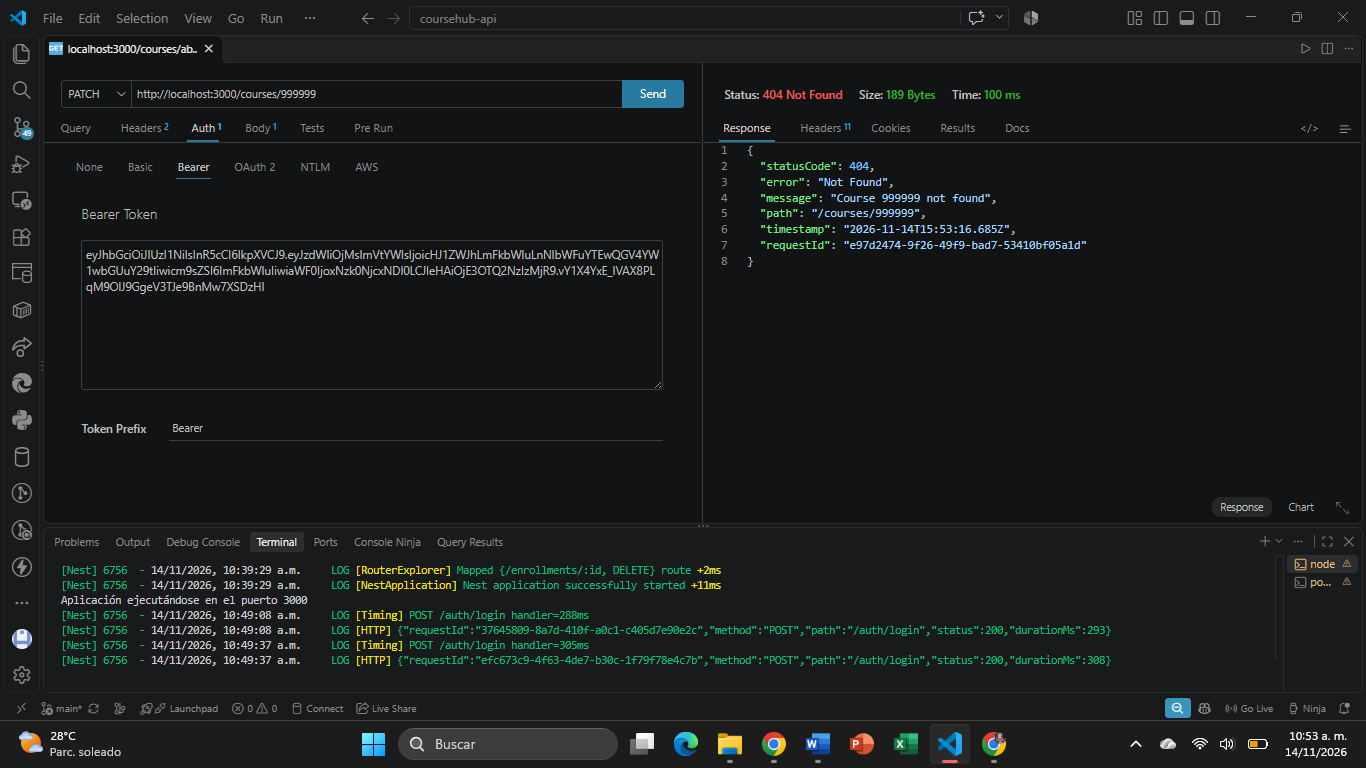 File Edit Selection View Go Run ··· coursehub-api
GET localhost:3000/courses/ab..
PATCH http://localhost:3000/courses/999999 Send
Query Headers 2 Auth 1 Body 1 Tests Pre Run
None Basic Bearer OAuth 2 NTLM AWS
Bearer Token
Token Prefix Bearer
Status: 404 Not Found Size: 189 Bytes Time: 100 ms
Response Headers 11 Cookies Results Docs </>
1 {
2 "statusCode": 404,
3 "error": "Not Found",
4 "message": "Course 999999 not found",
5 "path": "/courses/999999",
6 "timestamp": "2026-11-14T15:53:16.685Z",
7 "requestId": "e97d2474-9f26-49f9-bad7-53410bf05a1d"
8 }
Response Chart
49
Problems Output Debug Console Terminal Ports Console Ninja Query Results
[Nest] 6756 - 14/11/2026, 10:39:29 a.m. LOG [RouterExplorer] Mapped {/enrollments/:id, DELETE} route +2ms
[Nest] 6756 - 14/11/2026, 10:39:29 a.m. LOG [NestApplication] Nest application successfully started +11ms
Aplicación ejecutándose en el puerto 3000
[Nest] 6756 - 14/11/2026, 10:49:08 a.m. LOG [Timing] POST /auth/login handler=288ms
[Nest] 6756 - 14/11/2026, 10:49:08 a.m. LOG [HTTP] {"requestId":"37645809-8a7d-410f-a0c1-c405d7e90e2c","method":"POST","path":"/auth/login","status":200,"durationMs":293}
[Nest] 6756 - 14/11/2026, 10:49:37 a.m. LOG [Timing] POST /auth/login handler=305ms
[Nest] 6756 - 14/11/2026, 10:49:37 a.m. LOG [HTTP] {"requestId":"efc673c9-4f63-4de7-b30c-1f79f78e4c7b","method":"POST","path":"/auth/login","status":200,"durationMs":308}
node
po...
main* Launchpad 0 0 Connect Live Share Go Live Ninja
28°C
Parc. soleado
Buscar
10:53 a. m.
14/11/2026